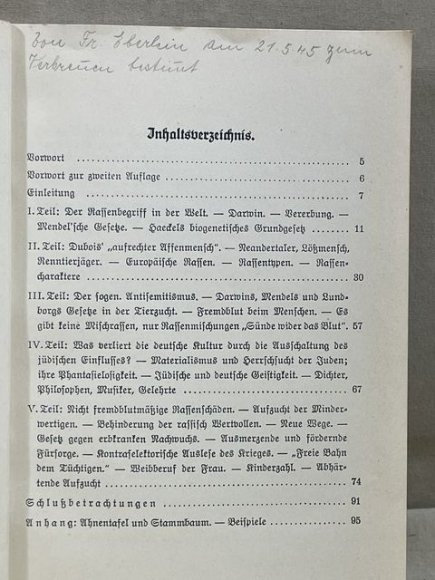 Von Fr. Eberlein am 21.5.45 zum
Verbrennen bestimmt
Inhaltsverzeichnis.
Vorwort 5
Vorwort zur zweiten Auflage 6
Einleitung 7
I. Teil: Der Rassenbegriff in der Welt. — Darwin. — Vererbung. —
Mendel'sche Gesetze. — Haeckels biogenetisches Grundgesetz 11
II. Teil: Dubois' „aufrechter Affenmensch". — Neandertaler, Lößmensch,
Renntierjäger. — Europäische Rassen. — Rassentypen. — Rassen-
charaktere 30
III. Teil: Der sogen. Antisemitismus. — Darwins, Mendels und Lund-
borgs Gesetz in der Tierzucht. — Fremdblut beim Menschen. — Es
gibt keine Mischrassen, nur Rassenmischungen „Sünde wider das Blut". 57
IV. Teil: Was verliert die deutsche Kultur durch die Ausschaltung des
jüdischen Einflusses? — Materialismus und Herrschsucht der Juden;
ihre Phantasielosigkeit. — Jüdische und deutsche Geistigkeit. — Dichter,
Philosophen, Musiker, Gelehrte 67
V. Teil: Nicht fremdblutmäßige Rassenschäden. — Aufzucht der Minder-
wertigen. — Behinderung der rassisch Wertvollen. — Neue Wege. —
Gesetz gegen erbkranken Nachwuchs. — Ausmerzende und fördernde
Fürsorge. — Kontraselektorische Auslese des Krieges. — „Freie Bahn
dem Tüchtigen." — Weibberuf der Frau. — Kinderzahl. — Abhär-
tende Aufzucht 74
Schlußbetrachtungen 91
Anhang: Ahnentafel und Stammbaum. — Beispiele 95